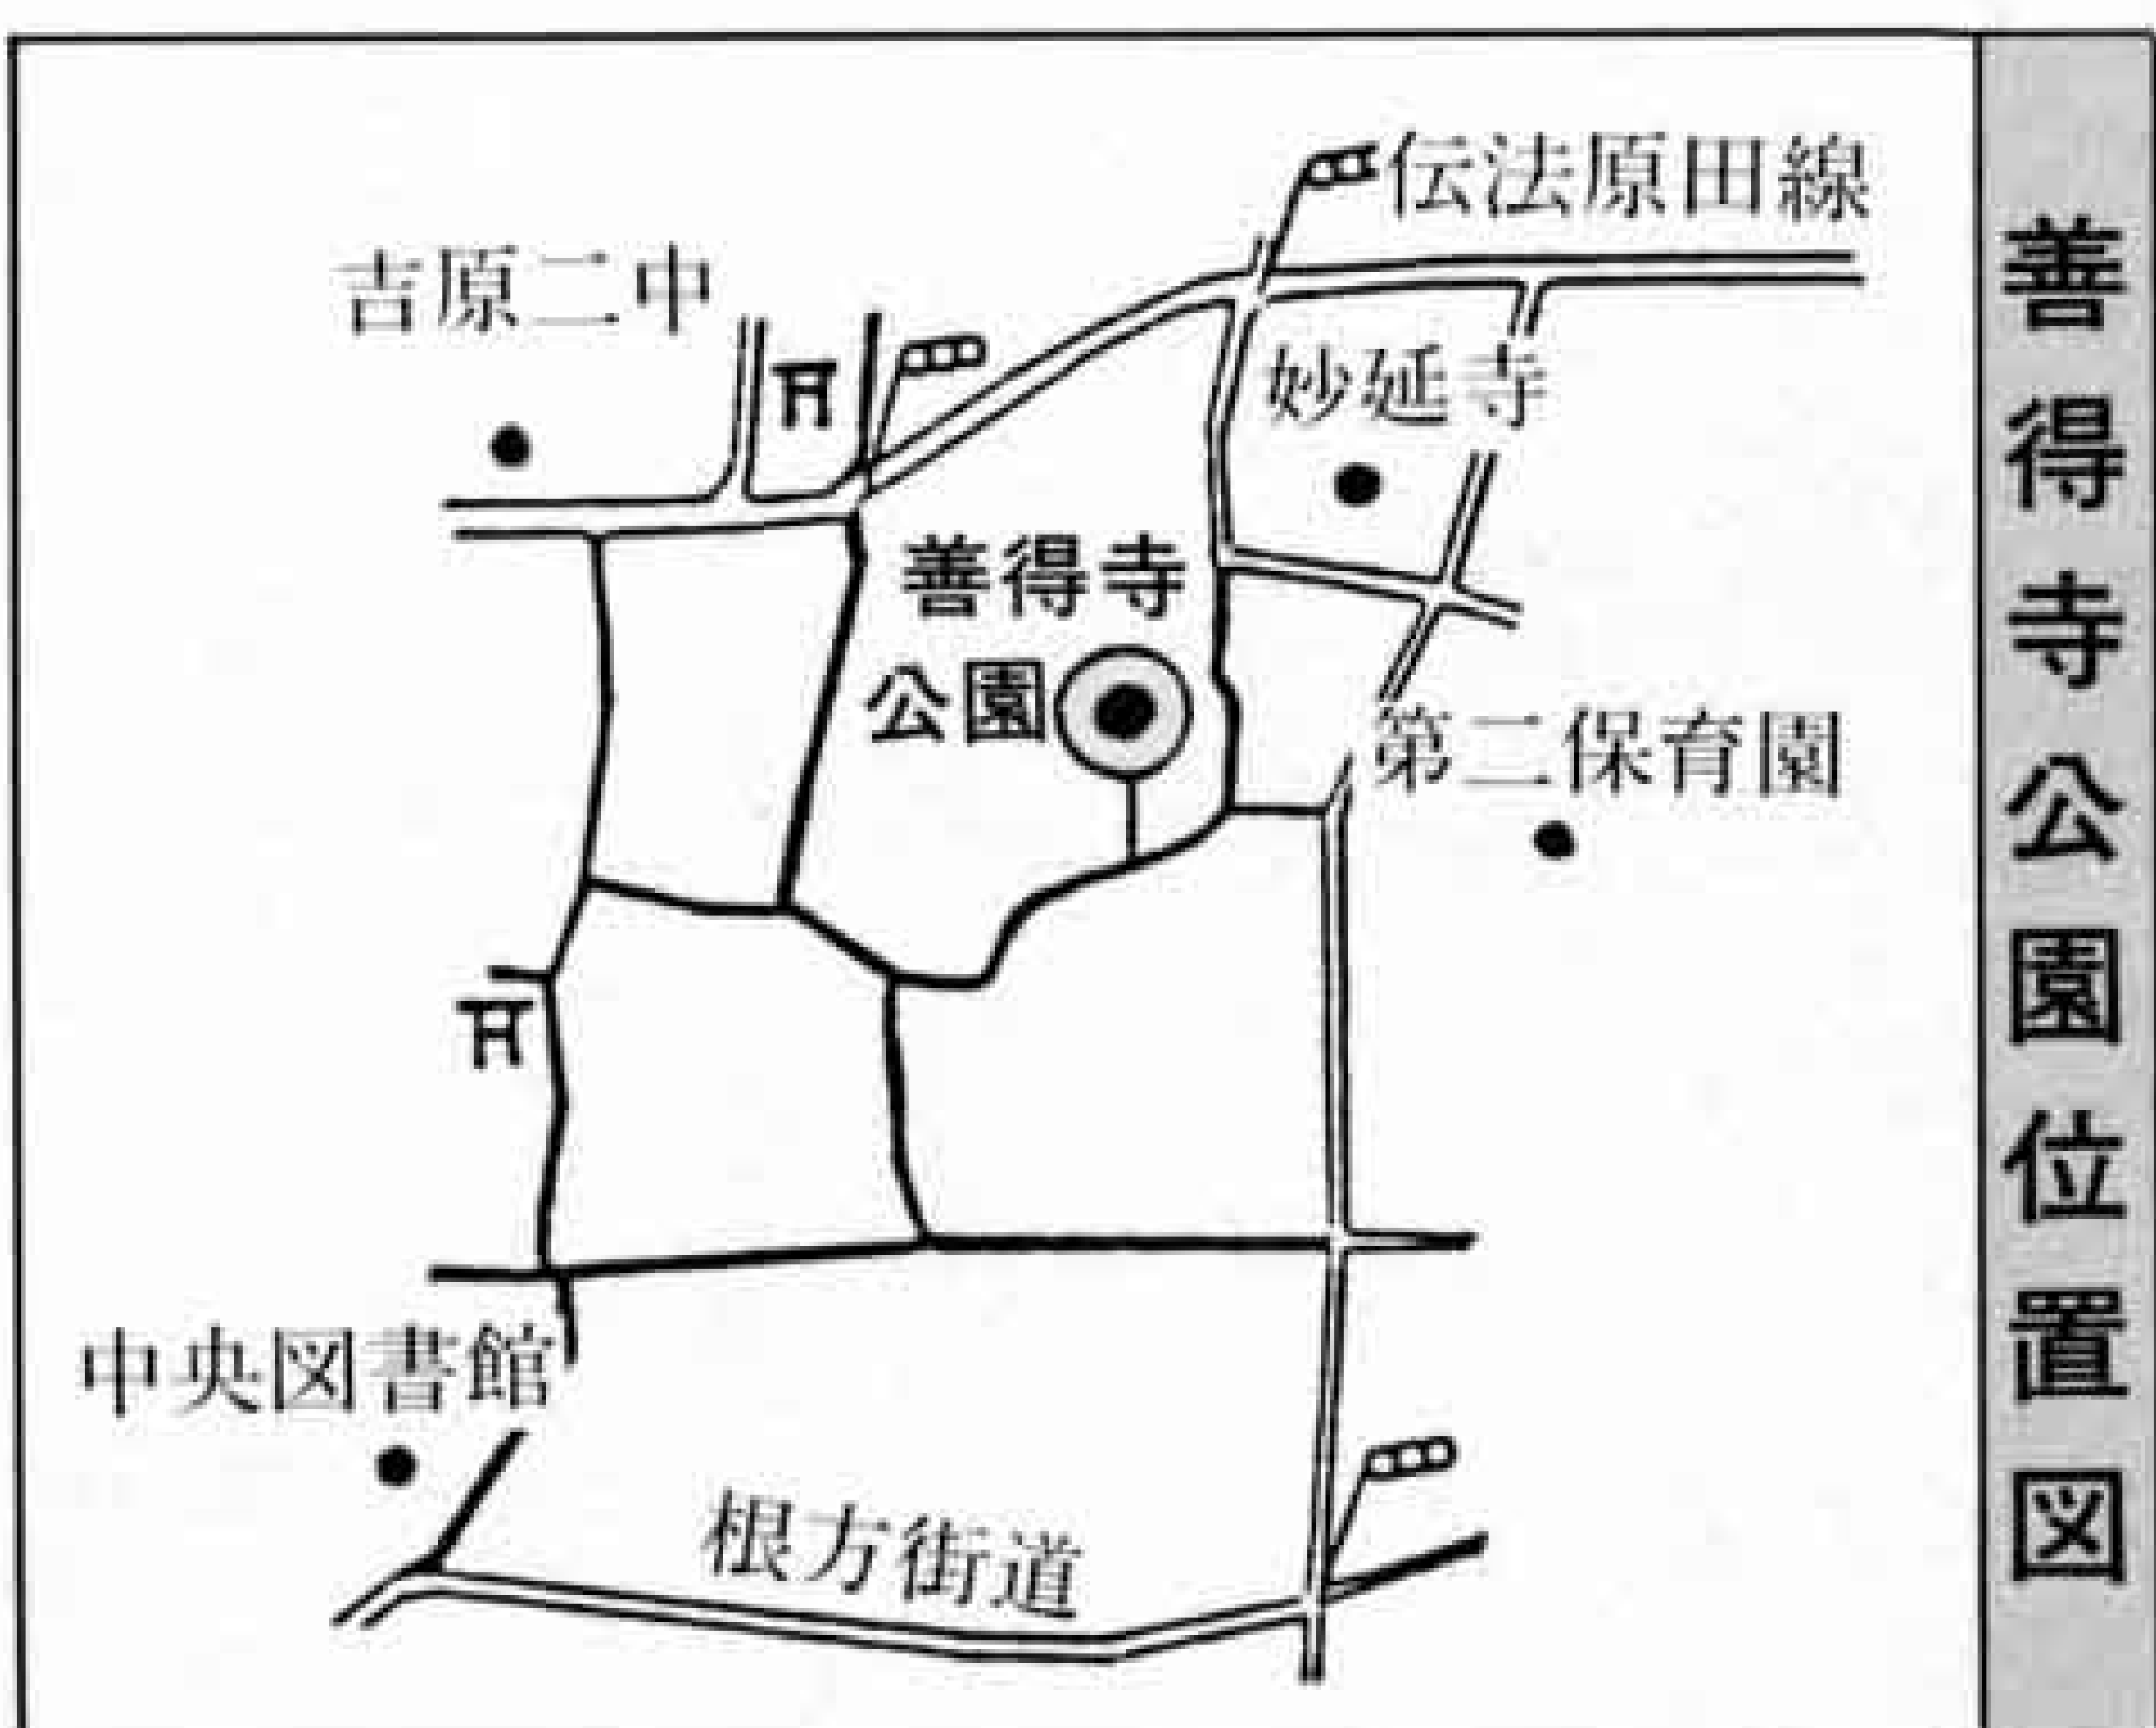 善得寺公園位置図
伝法原田線
吉原二中
妙延寺
善得寺
公園
第二保育園
中央図書館
根方街道